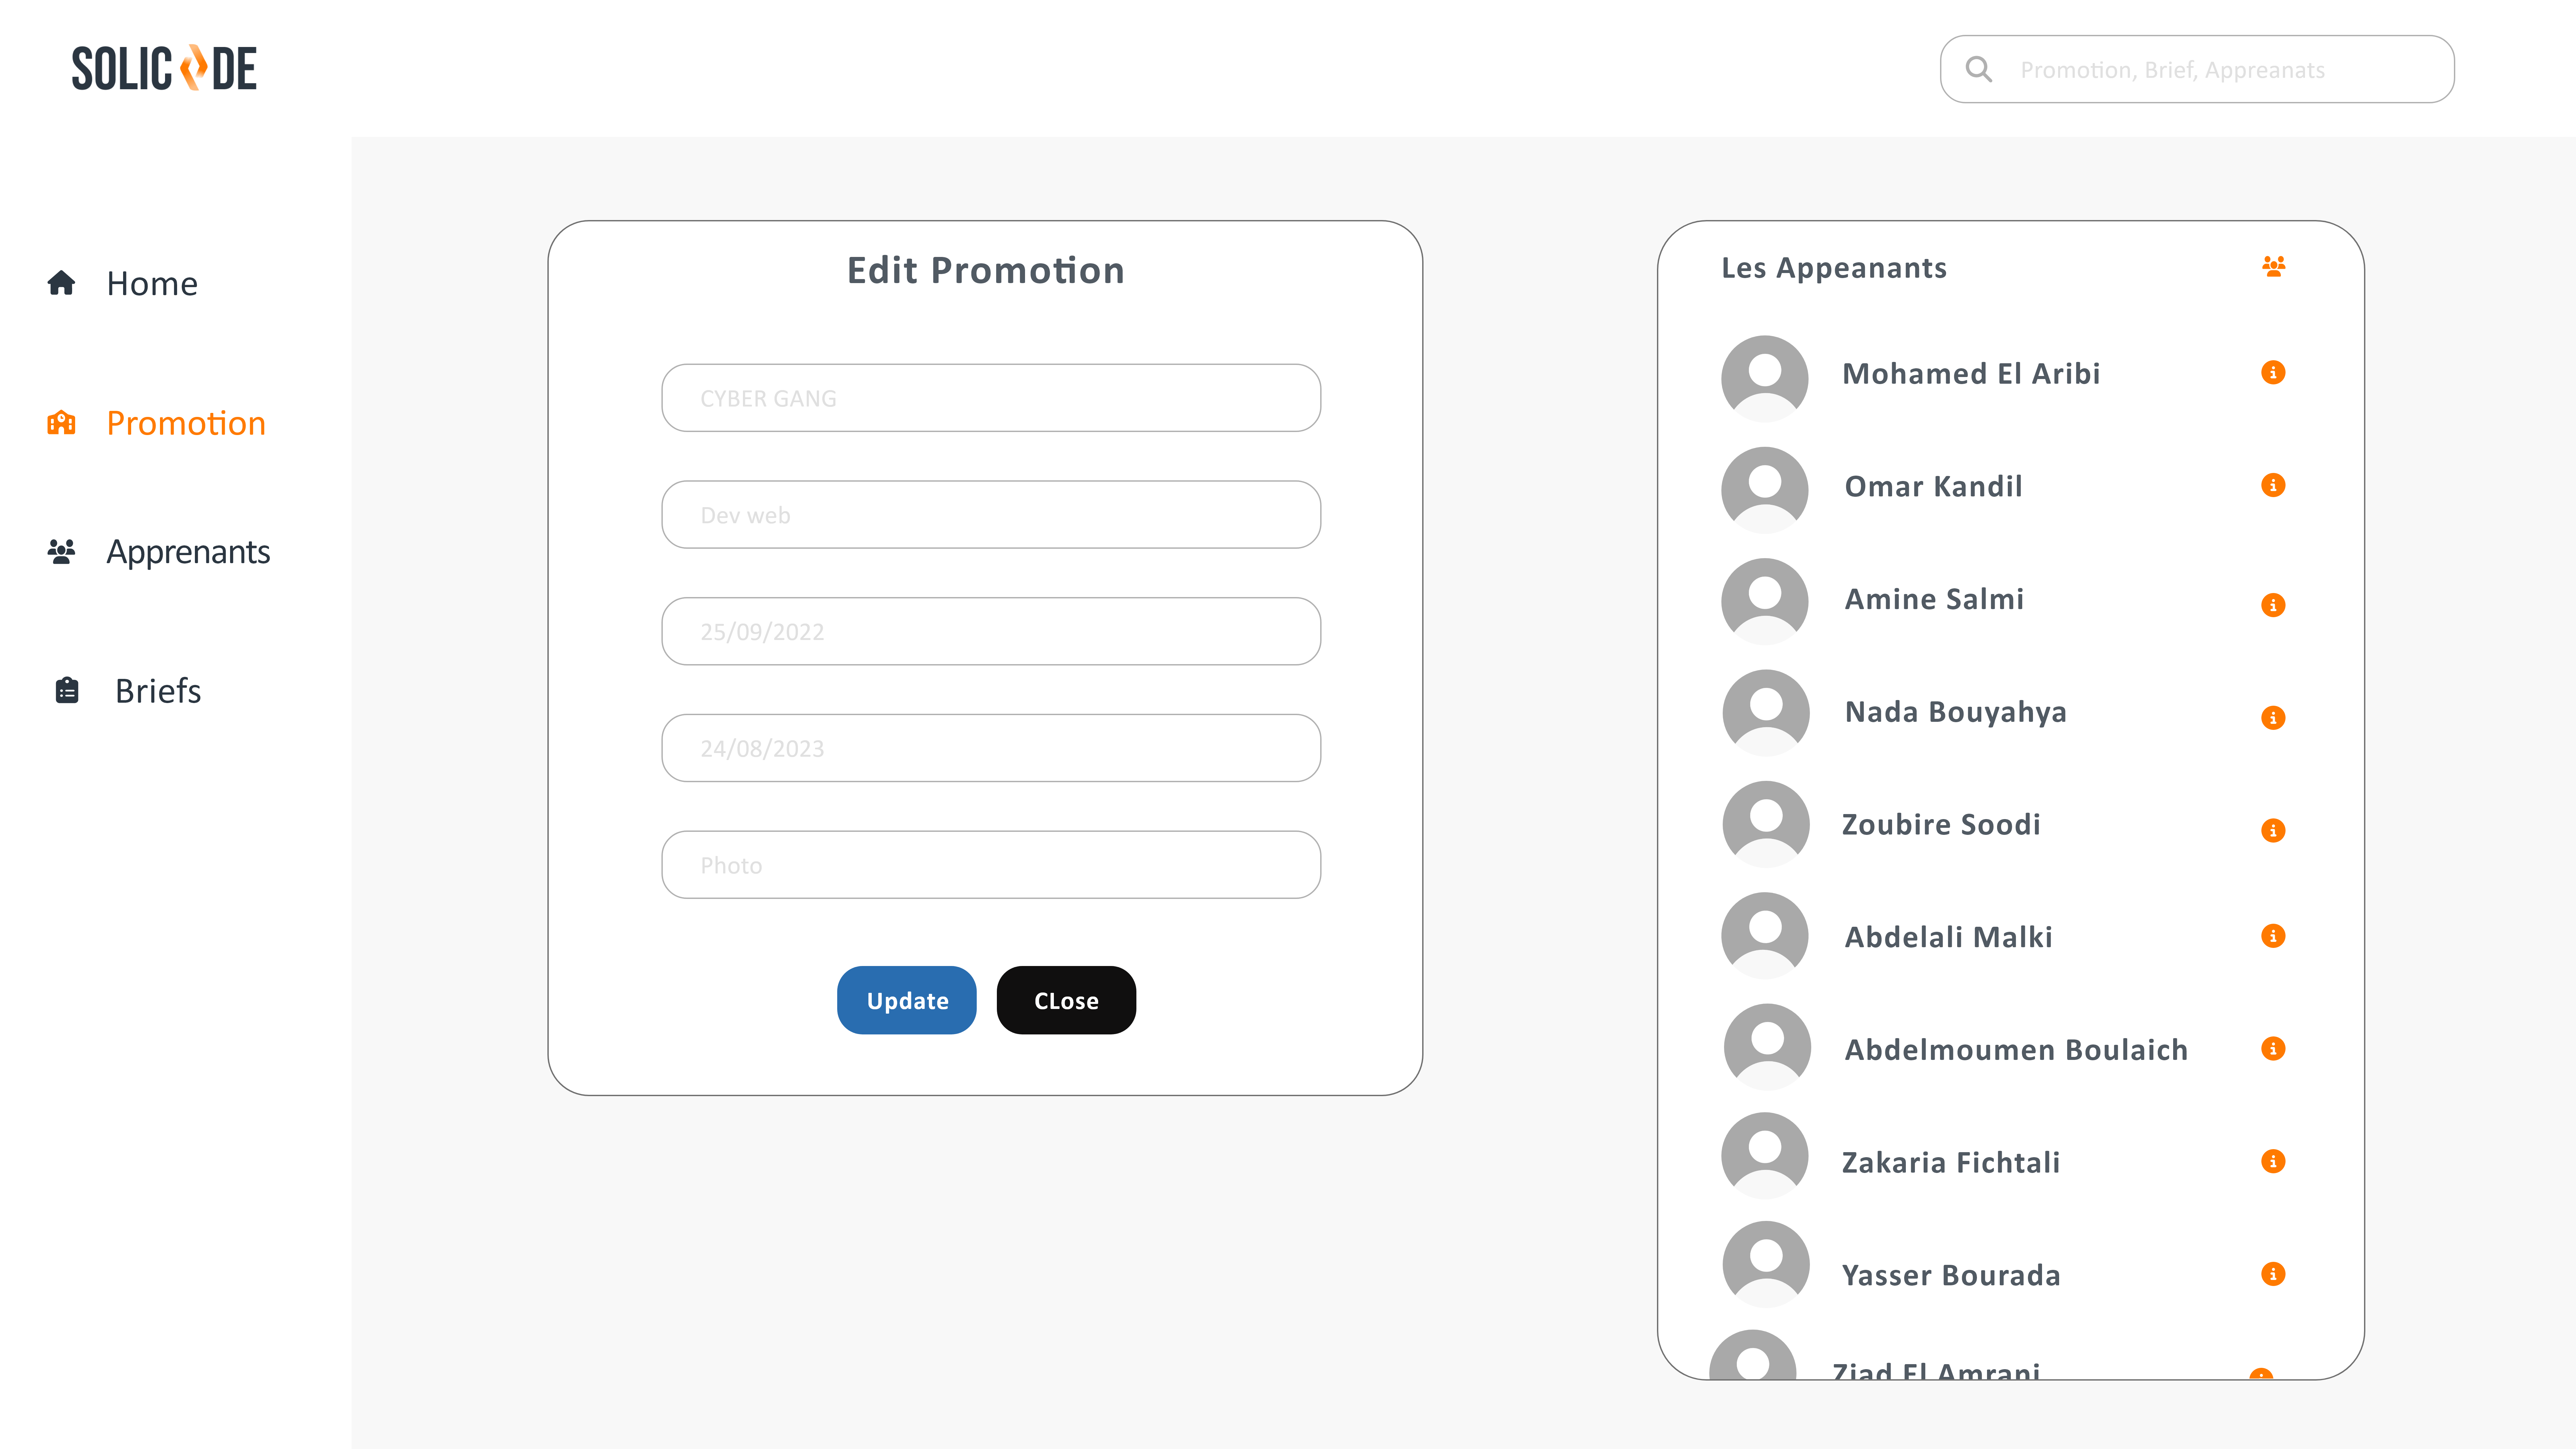 SOLICODE
Promotion, Brief, Appreanats
Home
Promotion
Apprenants
Briefs
Edit Promotion
CYBER GANG
Dev web
25/09/2022
24/08/2023
Photo
Update
CLose
Les Appeanants
Mohamed El Aribi
Omar Kandil
Amine Salmi
Nada Bouyahya
Zoubire Soodi
Abdelali Malki
Abdelmoumen Boulaich
Zakaria Fichtali
Yasser Bourada
Ziad El Amrani